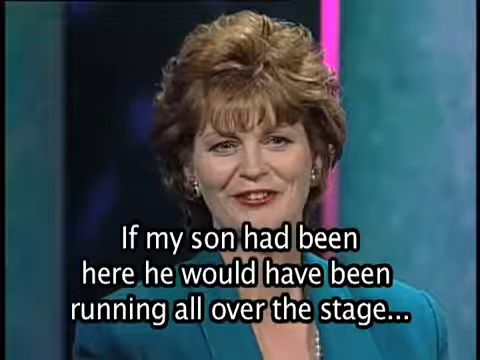 If my son had been
here he would have been
running all over the stage...